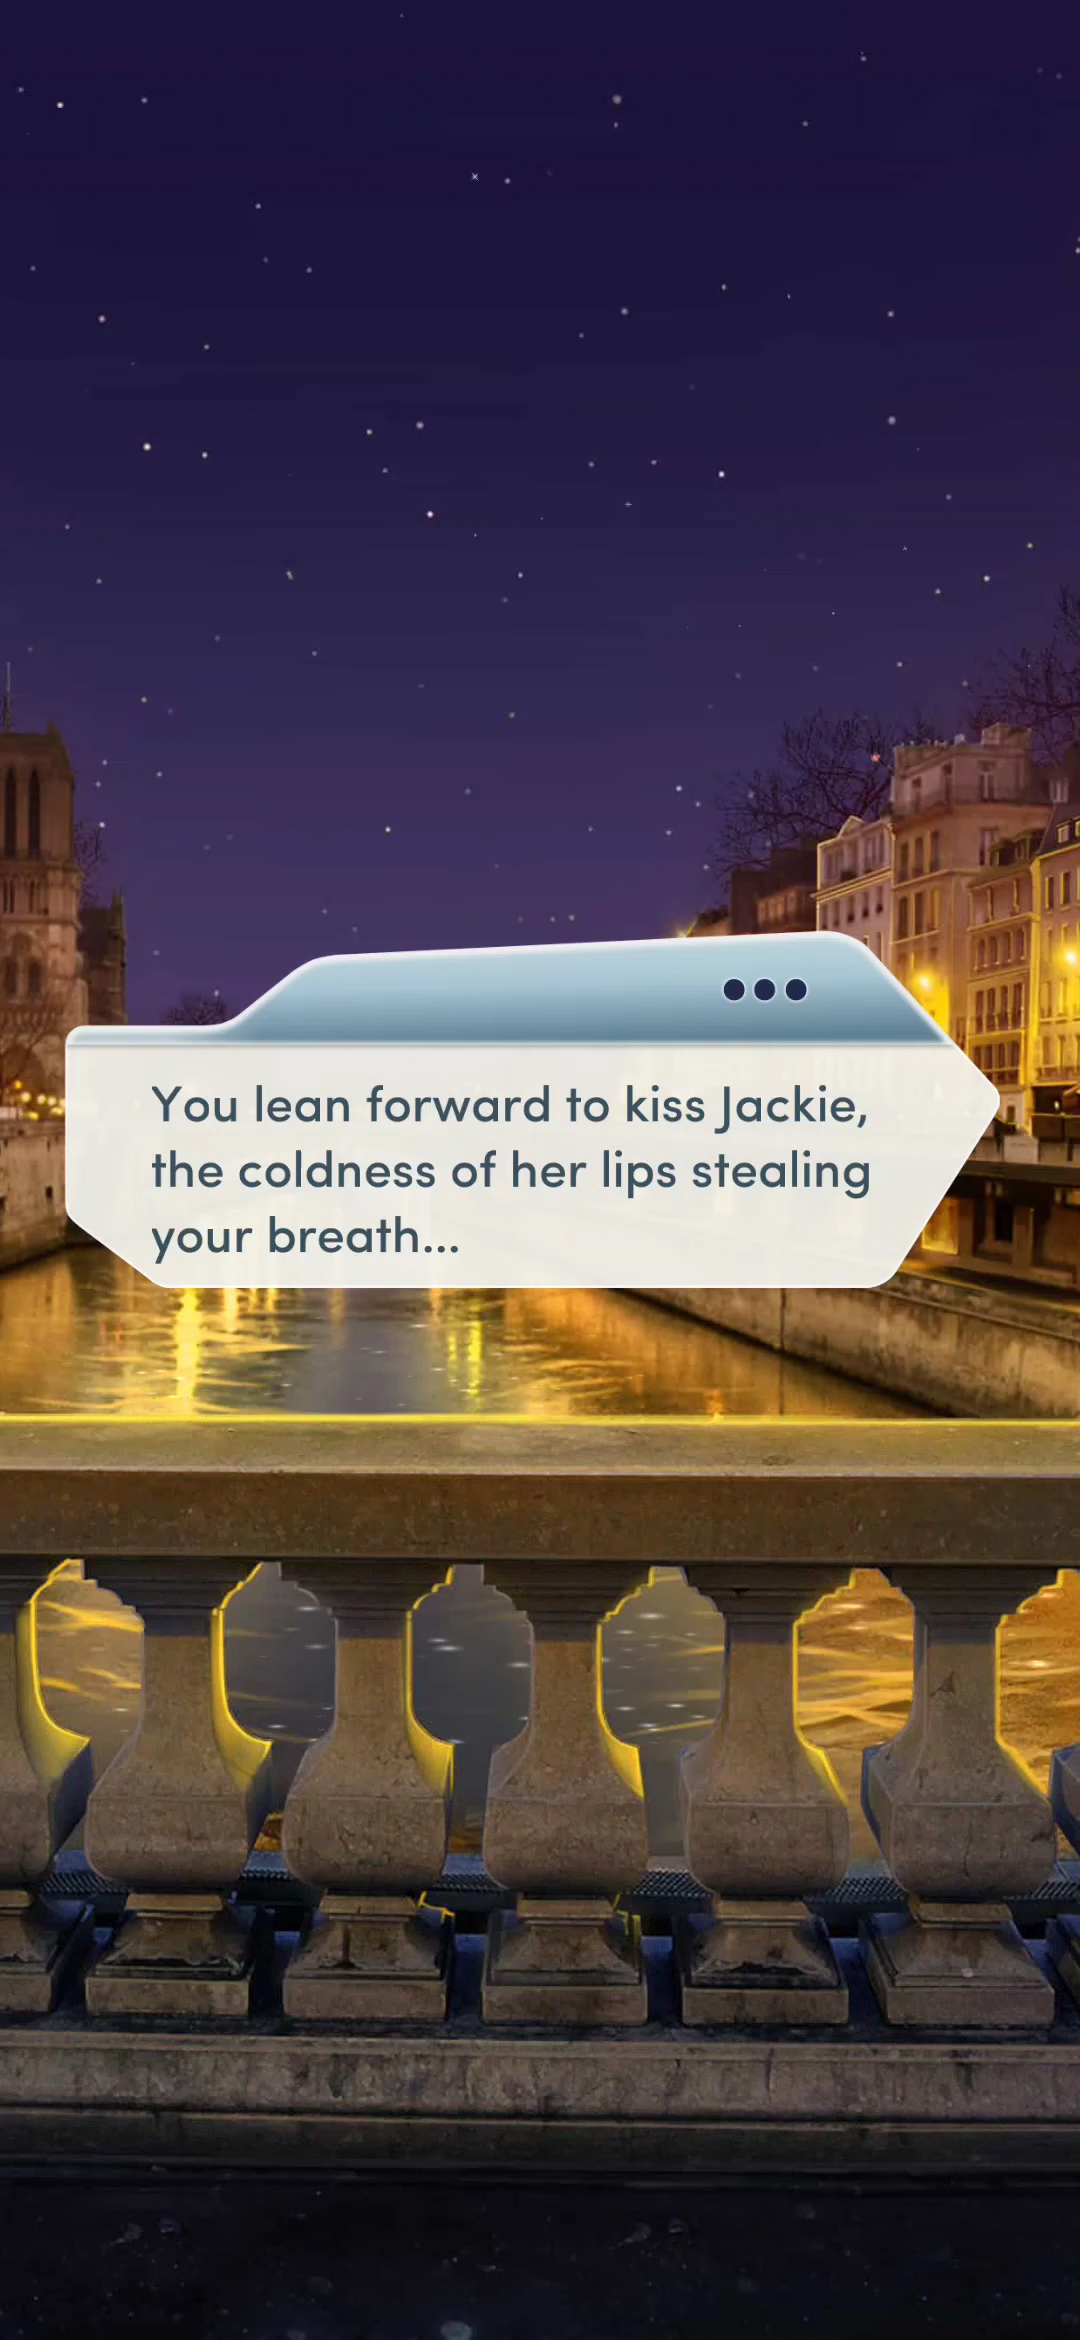 You lean forward to kiss Jackie,
the coldness of her lips stealing
your breath...